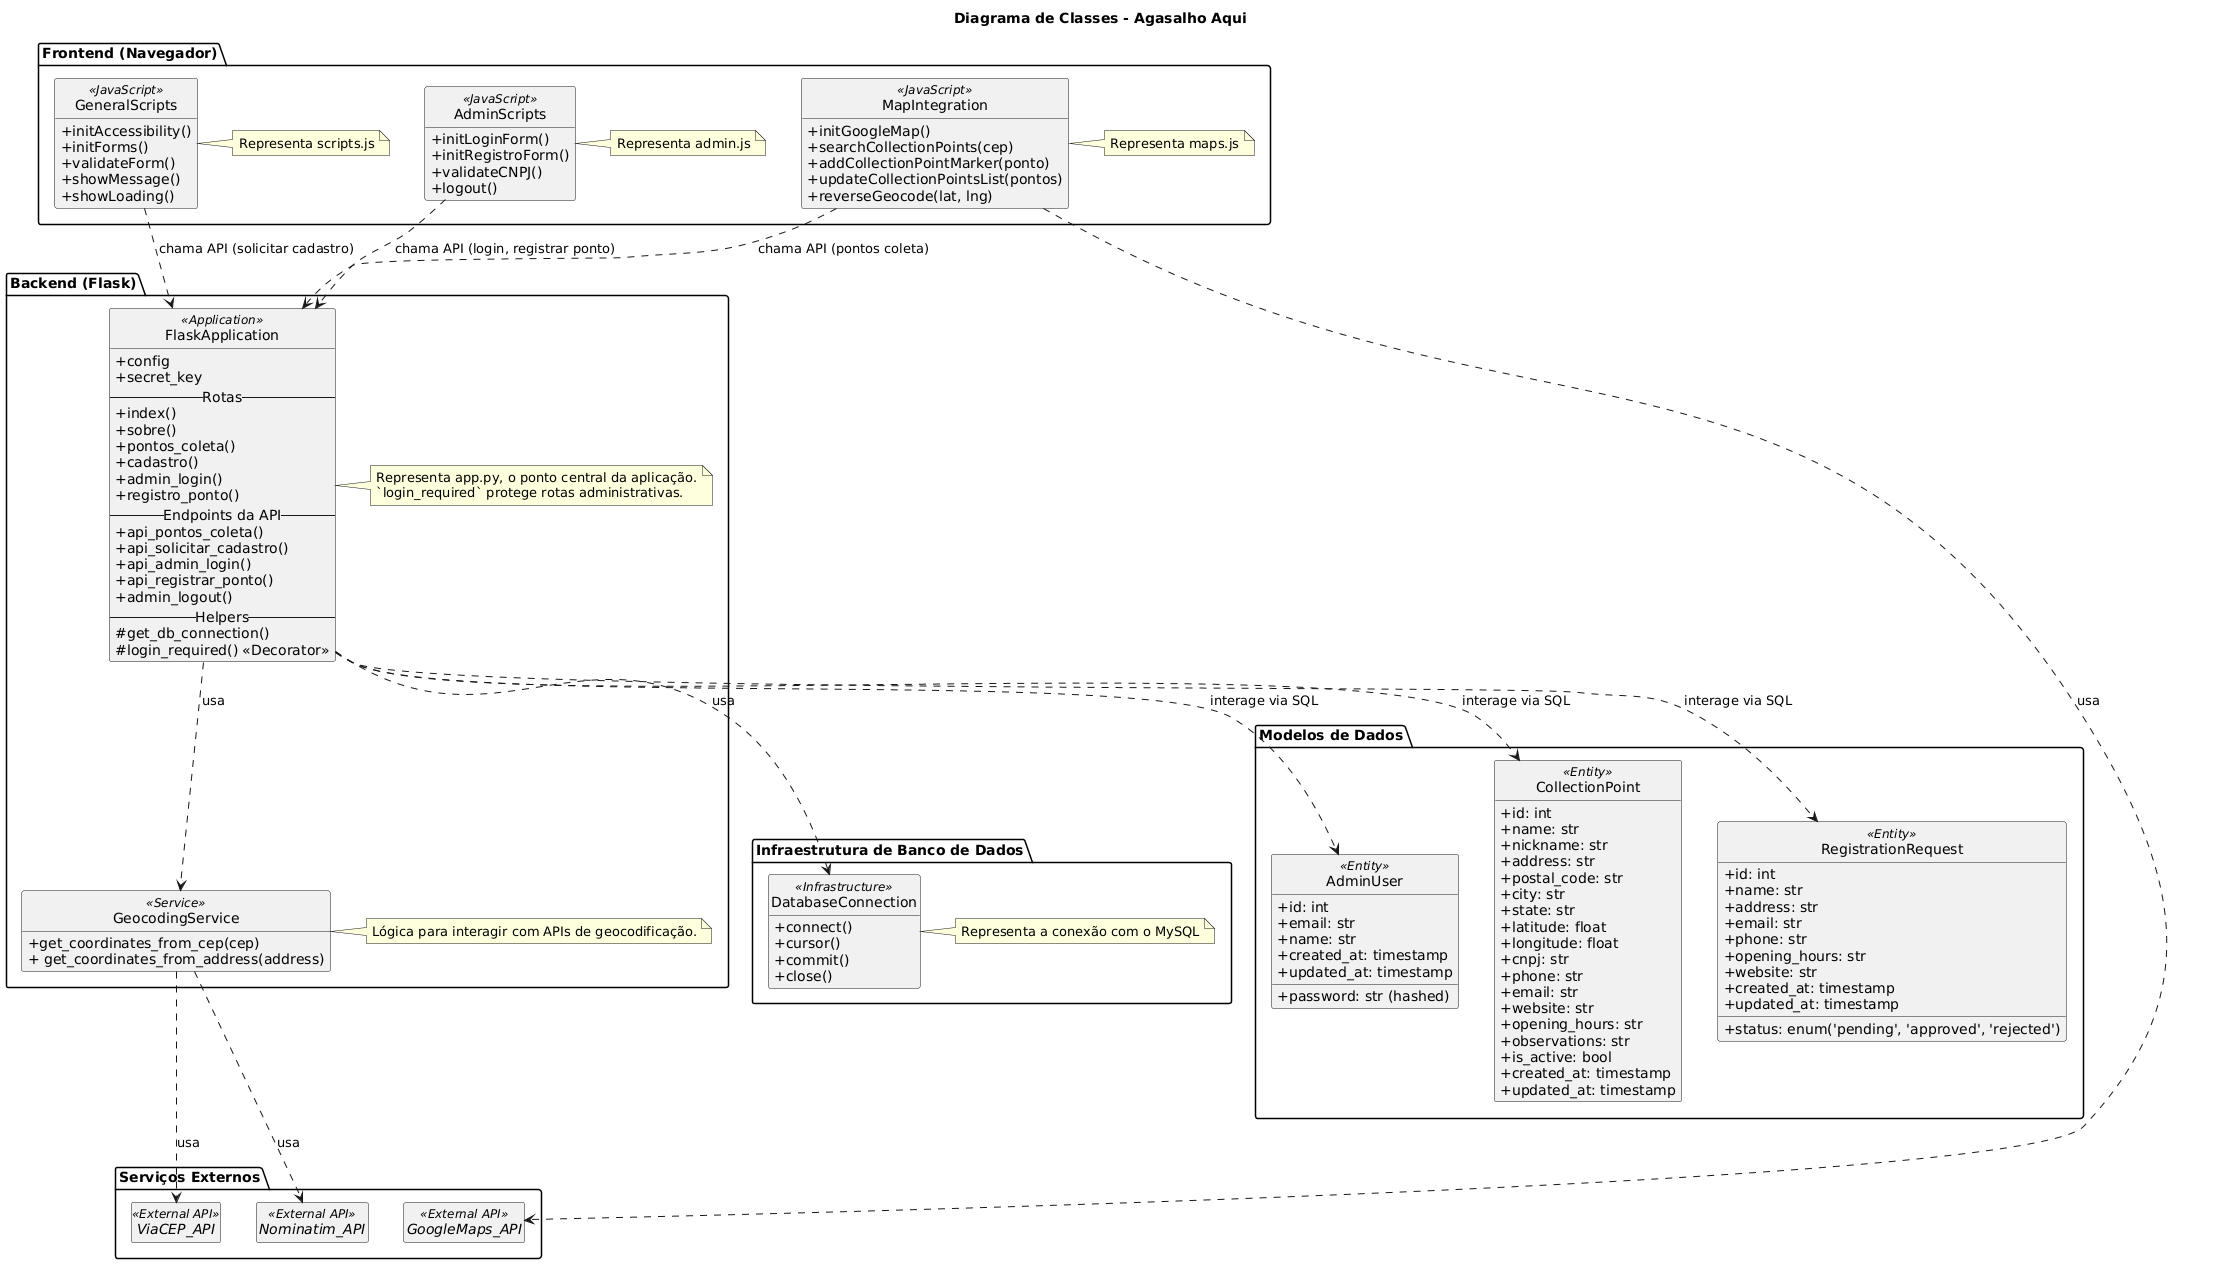 Diagrama de Classes - Agasalho Aqui
Frontend (Navegador)
«JavaScript»
GeneralScripts
+initAccessibility()
+initForms()
+validateForm()
+showMessage()
+showLoading()
Representa scripts.js
«JavaScript»
AdminScripts
+initLoginForm()
+initRegistroForm()
+validateCNPJ()
+logout()
Representa admin.js
«JavaScript»
MapIntegration
+initGoogleMap()
+searchCollectionPoints(cep)
+addCollectionPointMarker(ponto)
+updateCollectionPointsList(pontos)
+reverseGeocode(lat, lng)
Representa maps.js
chama API (solicitar cadastro)
chama API (login, registrar ponto)
chama API (pontos coleta)
Backend (Flask)
«Application»
FlaskApplication
+config
+secret_key
Rotas
+index()
+sobre()
+pontos_coleta()
+cadastro()
+admin_login()
+registro_ponto()
Endpoints da API
+api_pontos_coleta()
+api_solicitar_cadastro()
+api_admin_login()
+api_registrar_ponto()
+admin_logout()
Helpers
#get_db_connection()
#login_required() «Decorator»
Representa app.py, o ponto central da aplicação.
`login_required` protege rotas administrativas.
usa
usa
interage via SQL
interage via SQL
interage via SQL
usa
«Service»
GeocodingService
+get_coordinates_from_cep(cep)
+ get_coordinates_from_address(address)
Lógica para interagir com APIs de geocodificação.
Infraestrutura de Banco de Dados
«Infrastructure»
DatabaseConnection
+connect()
+cursor()
+commit()
+close()
Representa a conexão com o MySQL
Modelos de Dados
«Entity»
AdminUser
+id: int
+email: str
+name: str
+created_at: timestamp
+updated_at: timestamp
+password: str (hashed)
«Entity»
CollectionPoint
+id: int
+name: str
+nickname: str
+address: str
+postal_code: str
+city: str
+state: str
+latitude: float
+longitude: float
+cnpj: str
+phone: str
+email: str
+website: str
+opening_hours: str
+observations: str
+is_active: bool
+created_at: timestamp
+updated_at: timestamp
«Entity»
RegistrationRequest
+id: int
+name: str
+address: str
+email: str
+phone: str
+opening_hours: str
+website: str
+created_at: timestamp
+updated_at: timestamp
+status: enum('pending', 'approved', 'rejected')
usa
usa
Serviços Externos
«External API»
ViaCEP_API
«External API»
Nominatim_API
«External API»
GoogleMaps_API